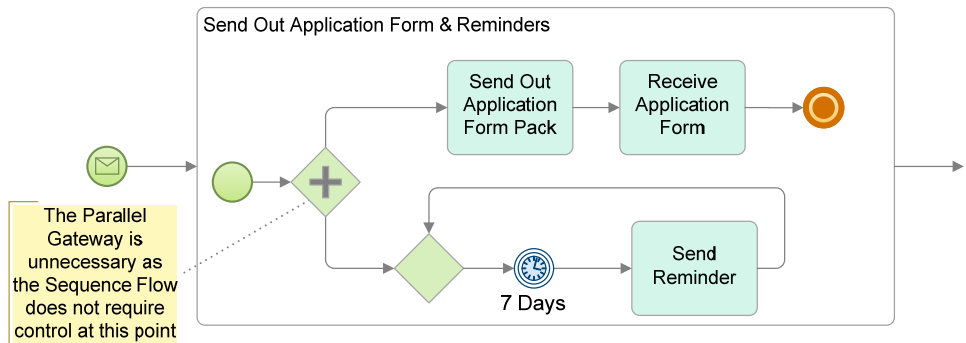 Send Out Application Form & Reminders
Send Out
Application
Form Pack
Receive
Application
Form
The Parallel
Gateway is
unnecessary as
the Sequence Flow
does not require
control at this point
7 Days
Send
Reminder